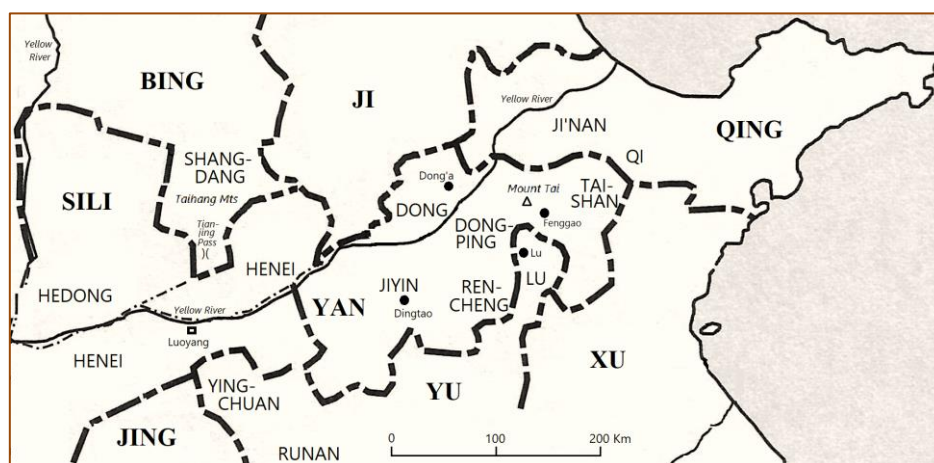 Yellow
River
BING
JI
Yellow River
JI'NAN
QING
SHANG-
DANG
Taihang Mts
QI
SILI
Dong'a
DONG
Mount Tai
TAI-
SHAN
Fenggao
Tian-
jing
Pass
)(
DONG-
PING
Lu
LU
HENEI
HEDONG
YAN
JIYIN
Dingtao
REN-
CHENG
Yellow River
Luoyang
HENEI
XU
YU
YING-
CHUAN
JING
RUNAN
0
100
200 Km